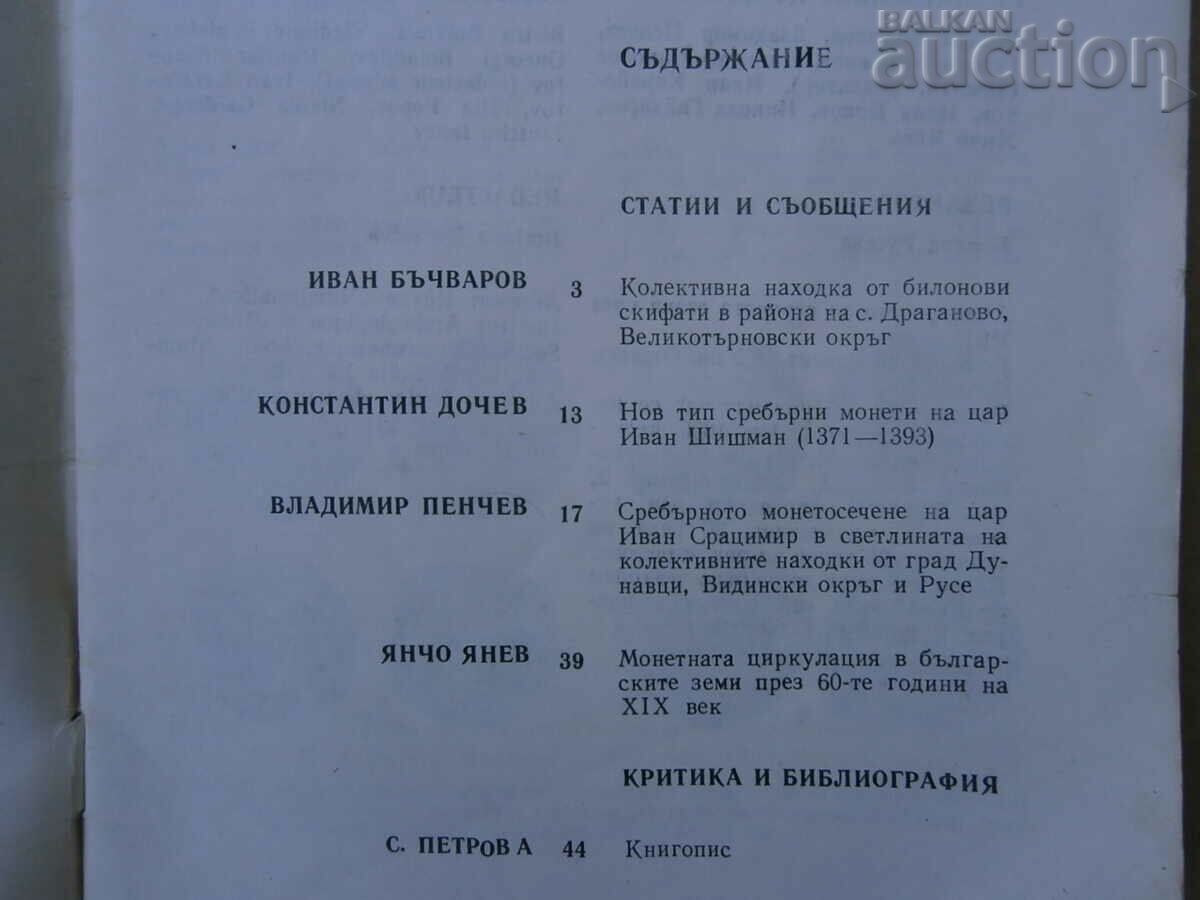 BALKAN
auction
СЪДЪРЖАНИЕ
СТАТИИ И СЪОБЩЕНИЯ
ИВАН БЪЧВАРОВ 3 Колективна находка от билонови
скифати в района на с. Драганово,
Великотърновски окръг
КОНСТАНТИН ДОЧЕВ 13 Нов тип сребърни монети на цар
Иван Шишман (1371—1393)
ВЛАДИМИР ПЕНЧЕВ 17 Сребърното монетосечене на цар
Иван Срацимир в светлината на
колективните находки от град Ду-
навци, Видински окръг и Русе
ЯНЧО ЯНЕВ 39 Монетната циркулация в българ-
ските земи през 60-те години на
XIX век
КРИТИКА И БИБЛИОГРАФИЯ
С. ПЕТРОВА 44 Книгопис